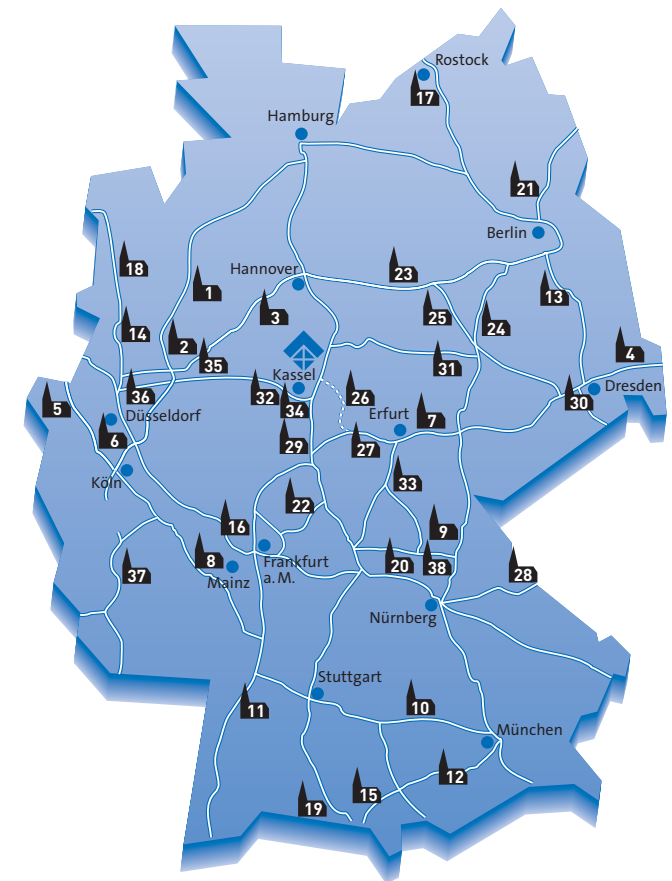 Rostock
17
Hamburg
21
Berlin
18
Hannover
23
1
13
3
25
24
14
2
35
31
4
Kassel
5
36
32
34
26
30
Dresden
Düsseldorf
Erfurt
7
6
29
27
Köln
33
22
16
9
8
Frankfurt
a. M.
20
38
28
37
Mainz
Nürnberg
Stuttgart
11
10
München
12
15
19